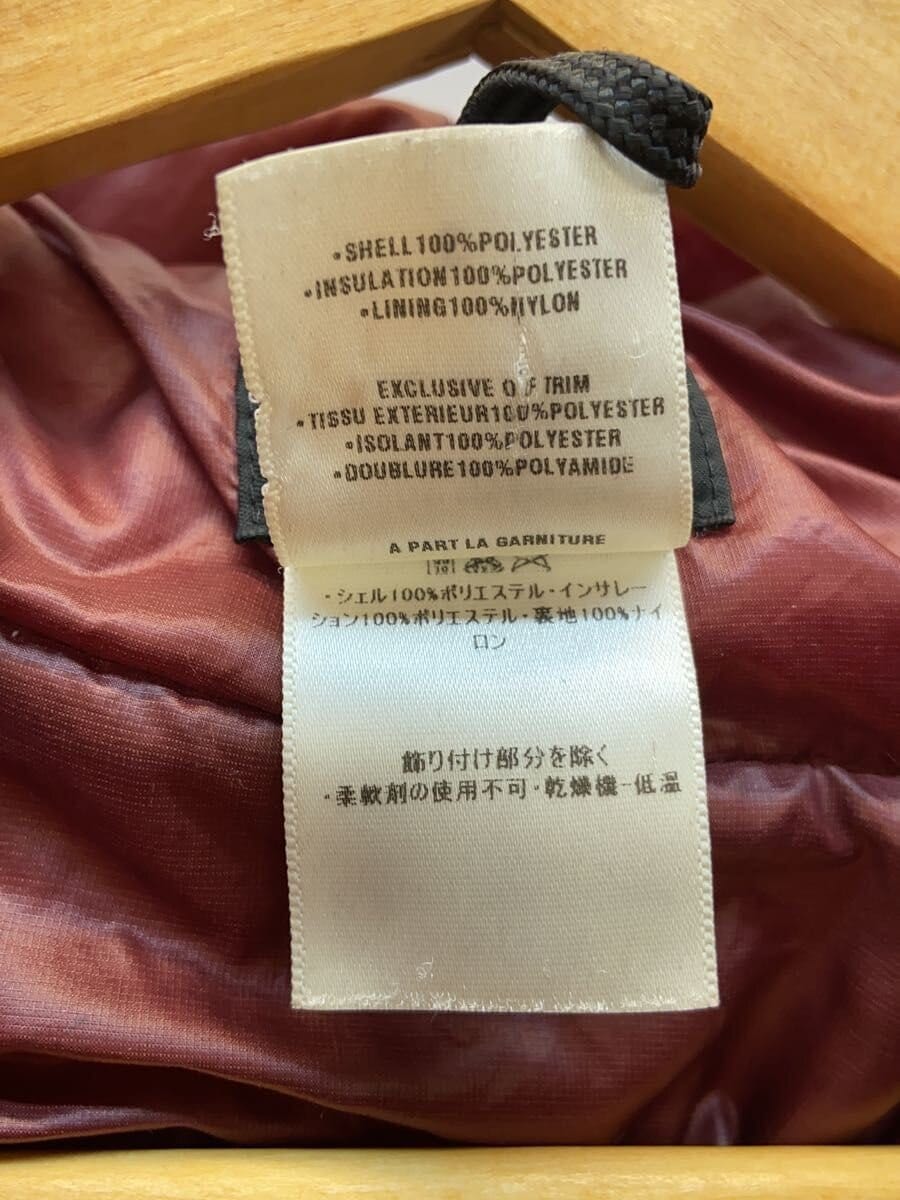 •SHELL100%POLYESTER
•INSULATION100%POLYESTER
•LINING100%NYLON
EXCLUSIVE OF TRIM
•TISSU EXTERIEUR100%POLYESTER
•ISOLANT100%POLYESTER
•DOUBLURE100%POLYAMIDE
A PART LA GARNITURE
・シェル100%ポリエステル・インサレー
ション100%ポリエステル・裏地100%ナイ
ロン
飾り付け部分を除く
・柔軟剤の使用不可・乾燥機-低温